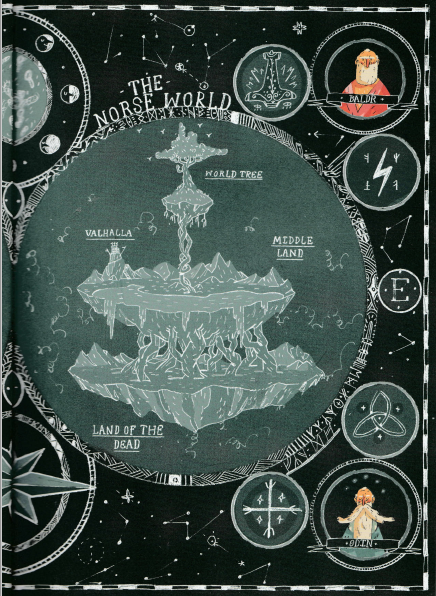 THE
NORSE WORLD
BALDR
WORLD TREE
VALHALLA
MIDDLE
LAND
E
LAND OF THE
DEAD
ODIN